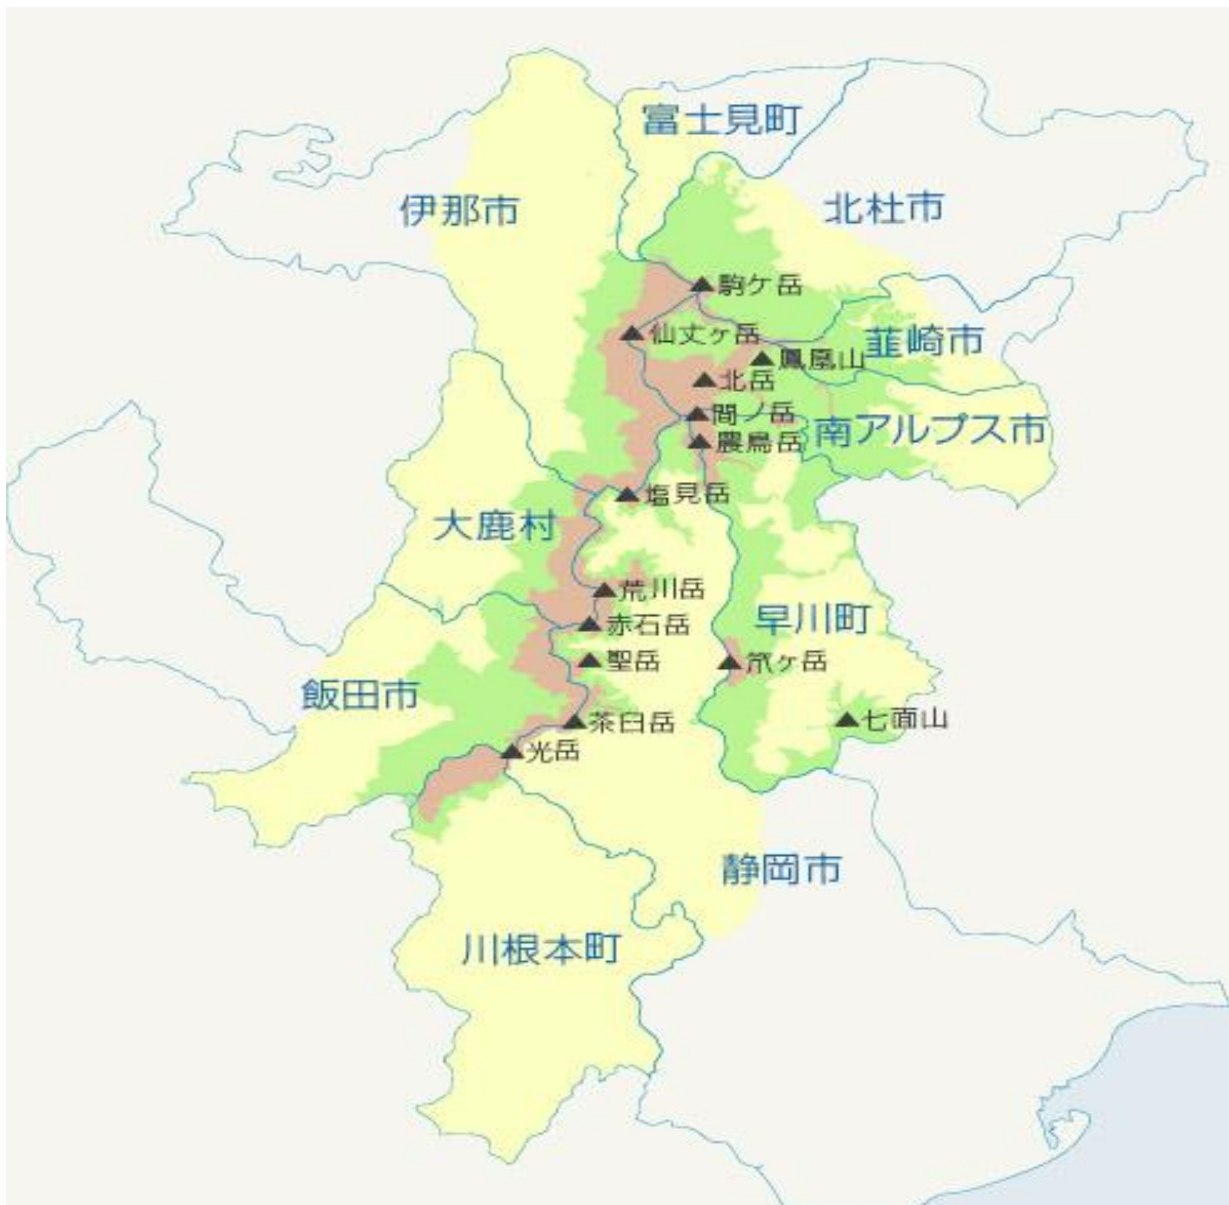 富士見町
伊那市
北杜市
駒ケ岳
仙丈ヶ岳
韮崎市
鳳凰山
北岳
間ノ岳
南アルプス市
農鳥岳
塩見岳
大鹿村
荒川岳
早川町
赤石岳
聖岳
笊ヶ岳
飯田市
茶臼岳
七面山
光岳
静岡市
川根本町